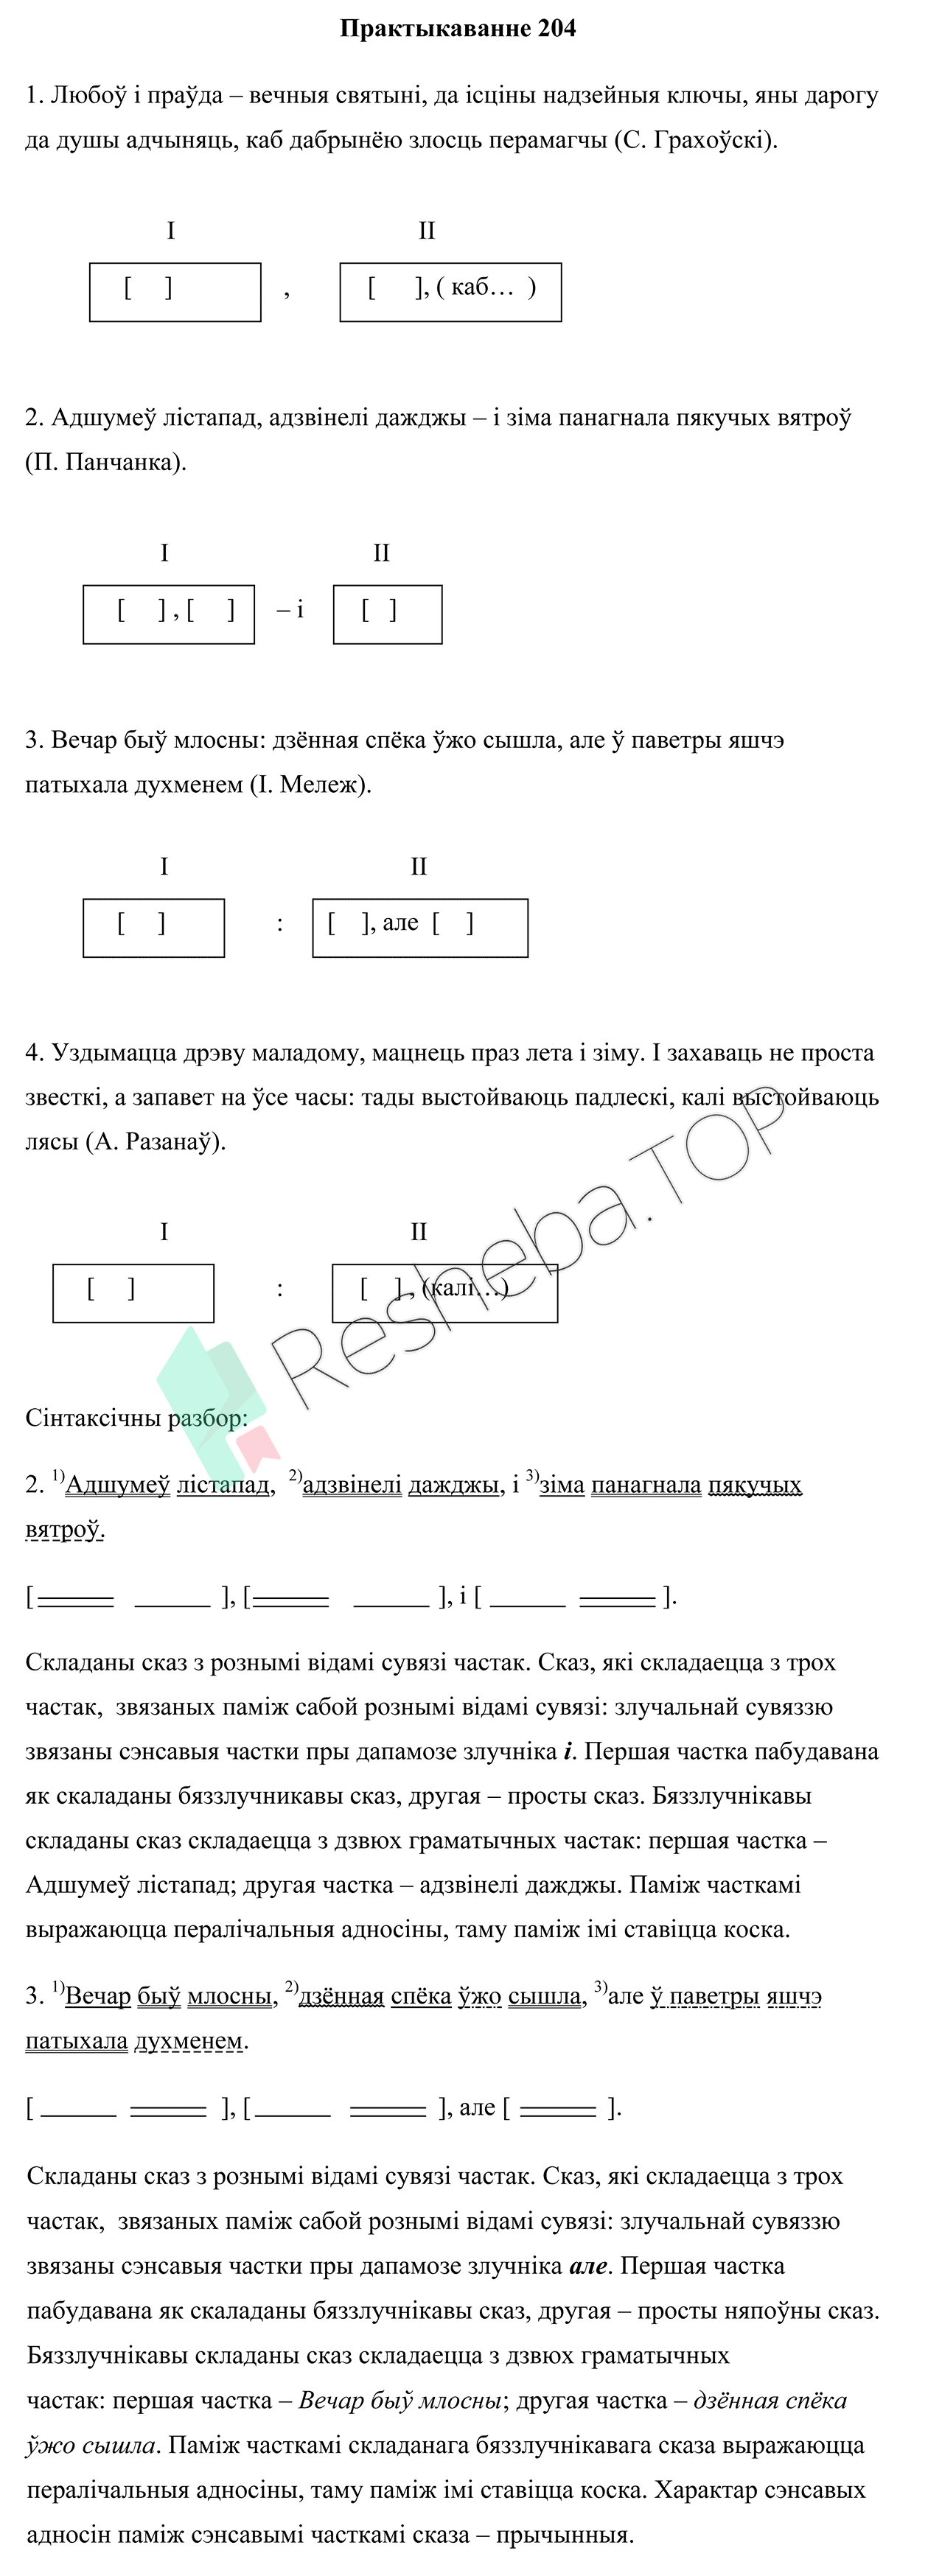 Практыкаванне 204
1. Любоў і праўда – вечныя святыні, да ісціны надзейныя ключы, яны дарогу
да душы адчыняць, каб дабрынёю злосць перамагчы (С. Грахоўскі).
I II
[ ] , [ ], ( каб… )
2. Адшумеў лістапад, адзвінелі дажджы – і зіма панагнала пякучых вятроў
(П. Панчанка).
I II
[ ] , [ ] – і [ ]
3. Вечар быў млосны: дзённая спёка ўжо сышла, але ў паветры яшчэ
патыхала духменем (І. Мележ).
I II
[ ] : [ ], але [ ]
4. Уздымацца дрэву маладому, мацнець праз лета і зіму. І захаваць не проста
звесткі, а запавет на ўсе часы: тады выстойваюць падлескі, калі выстойваюць
лясы (А. Разанаў).
I II
[ ] : [ ] , (калі…)
Resheba.TOP
Сінтаксічны разбор:
2. 1)Адшумеў лістапад, 2)адзвінелі дажджы, і 3)зіма панагнала пякучых
вятроў.
[ ], [ ], і [ ].
Складаны сказ з рознымі відамі сувязі частак. Сказ, які складаецца з трох
частак, звязаных паміж сабой рознымі відамі сувязі: злучальнай сувяззю
звязаны сэнсавыя частки пры дапамозе злучніка і. Першая частка пабудавана
як скаладаны бяззлучникавы сказ, другая – просты сказ. Бяззлучнікавы
складаны сказ складаецца з дзвюх граматычных частак: першая частка –
Адшумеў лістапад; другая частка – адзвінелі дажджы. Паміж часткамі
выражаюцца пералічальныя адносіны, таму паміж імі ставіцца коска.
3. 1)Вечар быў млосны, 2)дзённая спёка ўжо сышла, 3)але ў паветры яшчэ
патыхала духменем.
[ ], [ ], але [ ].
Складаны сказ з рознымі відамі сувязі частак. Сказ, які складаецца з трох
частак, звязаных паміж сабой рознымі відамі сувязі: злучальнай сувяззю
звязаны сэнсавыя частки пры дапамозе злучніка але. Першая частка
пабудавана як скаладаны бяззлучнікавы сказ, другая – просты няпоўны сказ.
Бяззлучнікавы складаны сказ складаецца з дзвюх граматычных
частак: першая частка – Вечар быў млосны; другая частка – дзённая спёка
ўжо сышла. Паміж часткамі складанага бяззлучнікавага сказа выражаюцца
пералічальныя адносіны, таму паміж імі ставіцца коска. Характар сэнсавых
адносін паміж сэнсавымі часткамі сказа – прычынныя.